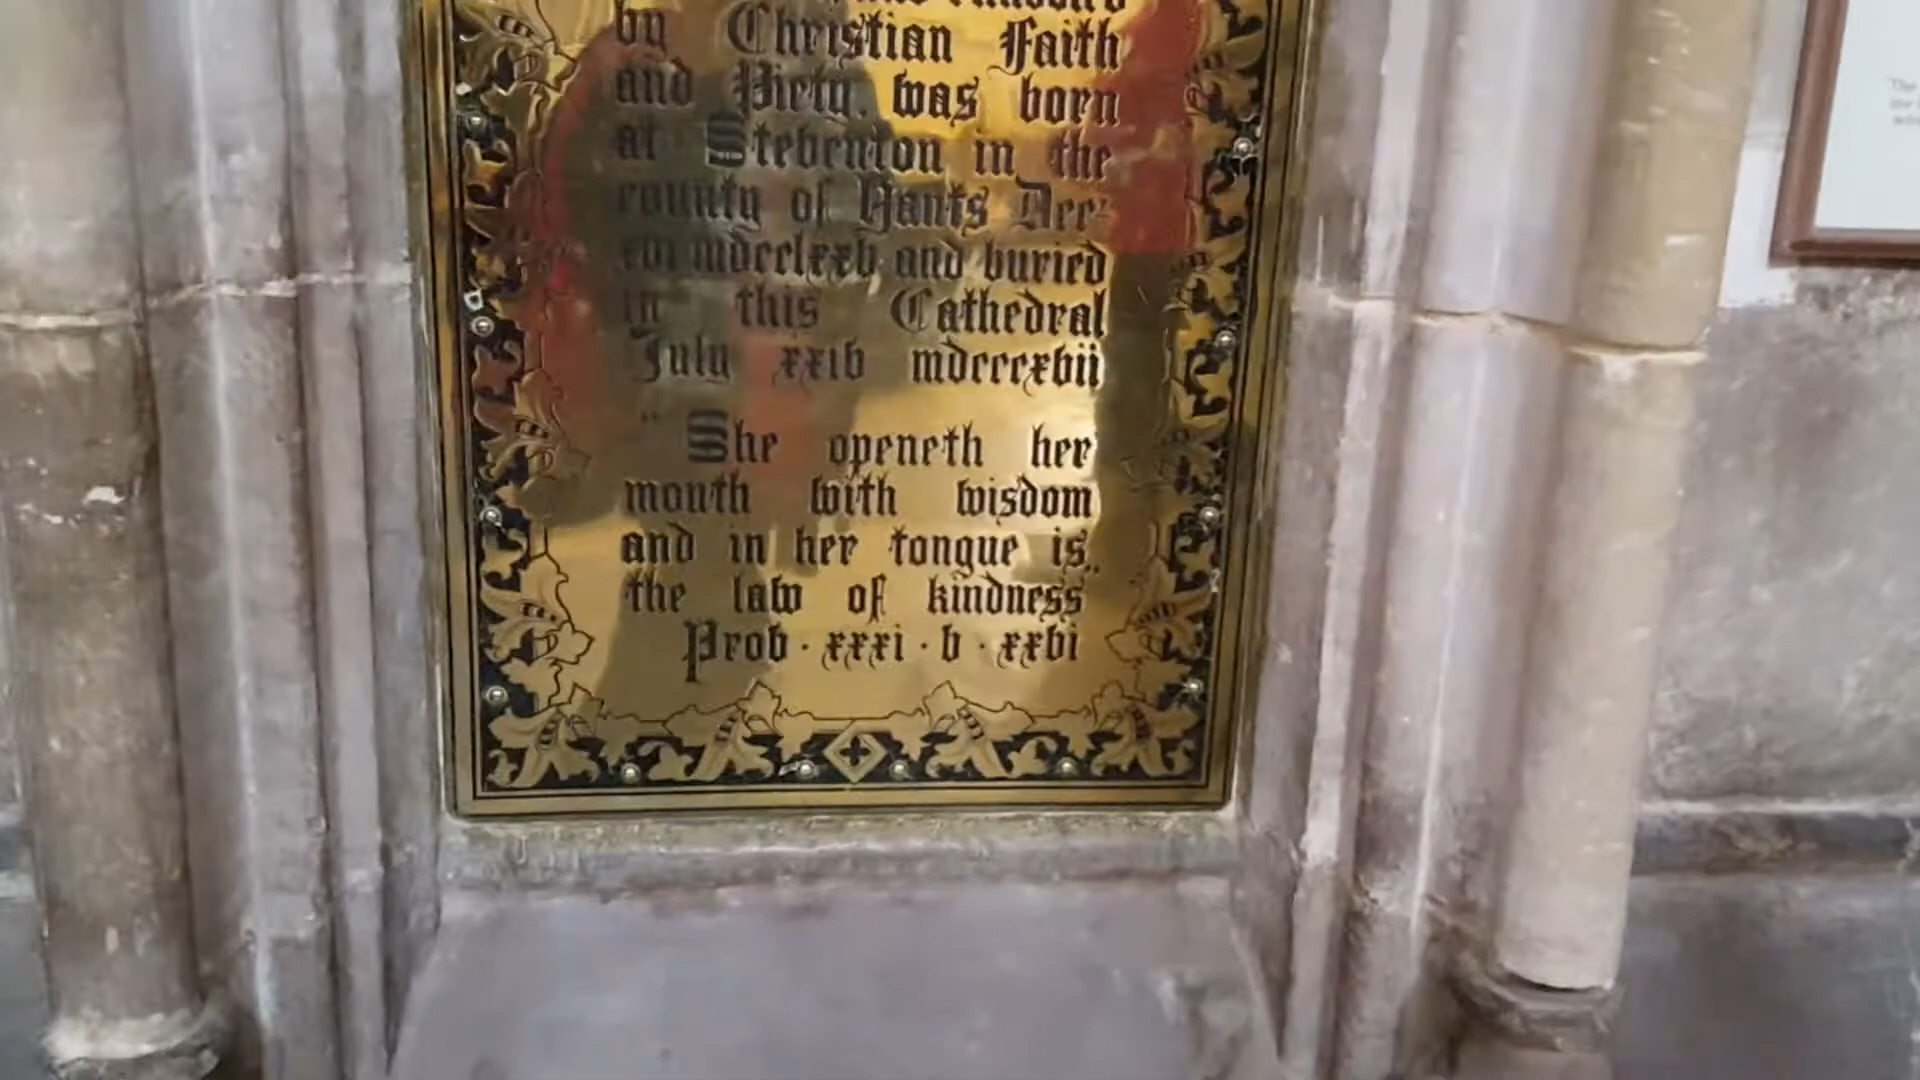 by Christian Faith
and Piety. was born
at Steventon in the
county of Hants Dec:
xvi mdcclxxv and buried
in this Cathedral
July xxiv mdcccxvii
"She openeth her
mouth with wisdom
and in her tongue is
the law of kindness
Prov · xxxi · v · xxvi
The